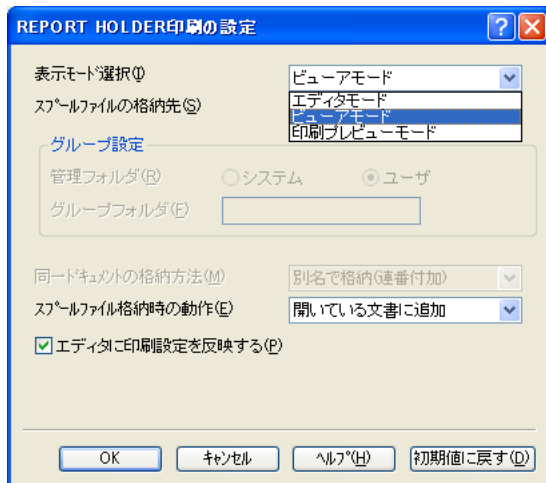 REPORT HOLDER印刷の設定
表示モード選択(I)
ビューアモード
スプールファイルの格納先(S)
エディタモード
ビューアモード
印刷プレビューモード
グループ設定
管理フォルダ(R)
システム
ユーザ
グループフォルダ(F)
同一ドキュメントの格納方法(M)
別名で格納(連番付加)
スプールファイル格納時の動作(E)
開いている文書に追加
エディタに印刷設定を反映する(P)
OK
キャンセル
ヘルプ(H)
初期値に戻す(D)